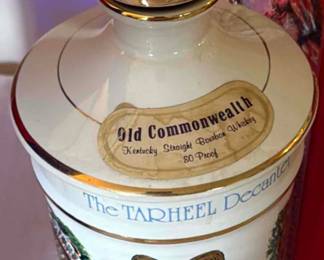 Old Commonwealth
Kentucky Straight Bourbon Whiskey
80 Proof
The TARHEEL Decanter